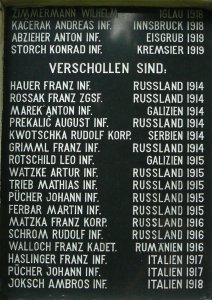 ZIMMERMANN WILHELM IGLAU 1918
KACERAK ANDREAS INF. INNSBRUCK 1918
ABZIEHER ANTON INF. EISGRUB 1919
STORCH KONRAD INF. KREMSIER 1919
VERSCHOLLEN SIND:
HAUER FRANZ INF. RUSSLAND 1914
ROSSAK FRANZ ZGSF. RUSSLAND 1914
MAREK ANTON INF. GALIZIEN 1914
PREKALIČ AUGUST INF. RUSSLAND 1914
KWOTSCHKA RUDOLF KORP. SERBIEN 1914
GRIMML FRANZ INF. RUSSLAND 1914
ROTSCHILD LEO INF. GALIZIEN 1915
WATZKE ARTUR INF. RUSSLAND 1915
TRIEB MATHIAS INF. RUSSLAND 1915
PÜCHER JOHANN INF. RUSSLAND 1915
FERBAR MARTIN INF. RUSSLAND 1915
MATZKA FRANZ KORP. RUSSLAND 1916
SCHROM RUDOLF INF. RUSSLAND 1916
WALLOCH FRANZ KADET. RUMÄNIEN 1916
HASLINGER FRANZ INF. ITALIEN 1917
PÜCHER JOHANN INF. ITALIEN 1917
JOKSCH AMBROS INF. ITALIEN 1918